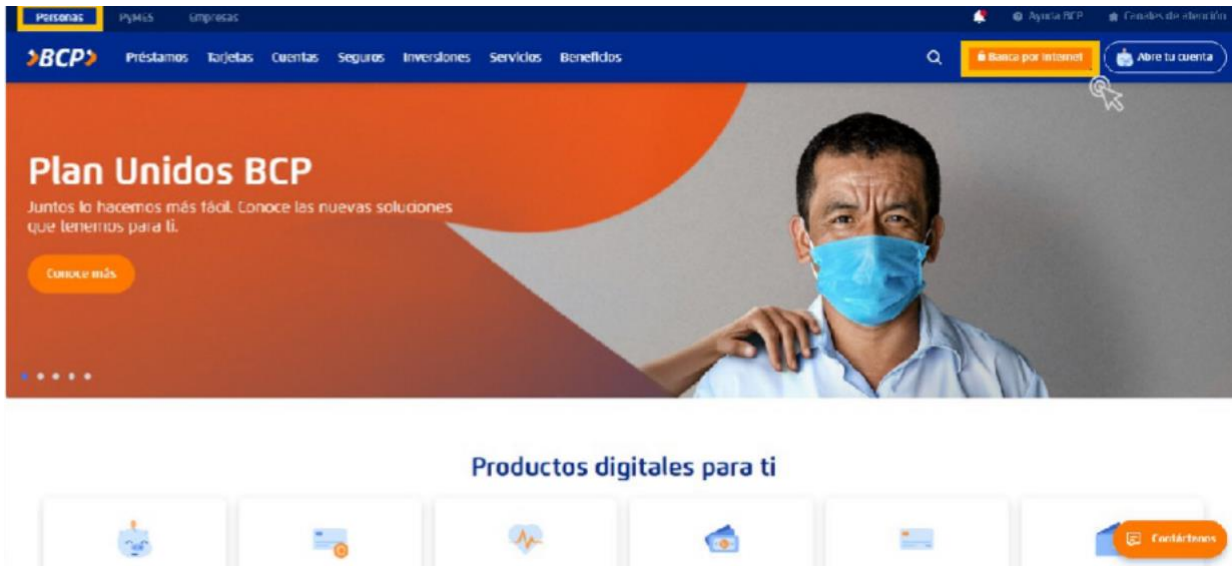 Personas PyMES Empresas Ayuda BCP Canales de atención
BCP Préstamos Tarjetas Cuentas Seguros Inversiones Servicios Beneficios Banca por Internet Abre tu cuenta
Plan Unidos BCP
Juntos lo hacemos más fácil. Conoce las nuevas soluciones
que tenemos para ti.
Conoce más
Productos digitales para ti
Contáctanos